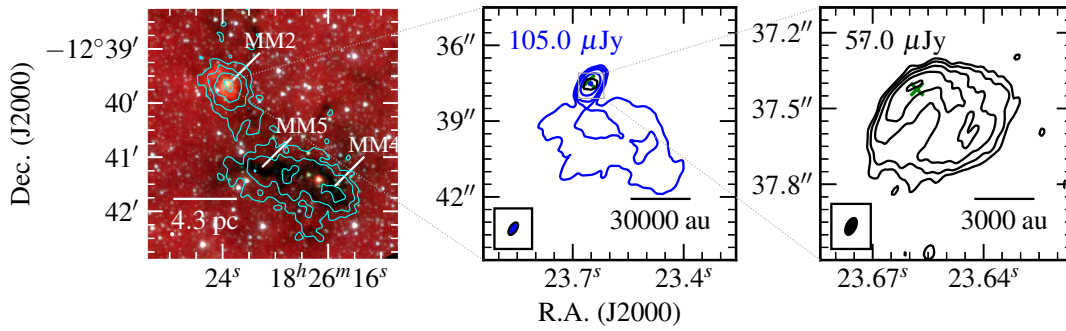 Dec. (J2000)
−12°39′
40′
41′
42′
MM2
MM5
MM4
4.3 pc
24ˢ
18ʰ26ᵐ16ˢ
36″
39″
42″
105.0 μJy
30000 au
23.7ˢ
23.4ˢ
R.A. (J2000)
37.2″
37.5″
37.8″
57.0 μJy
3000 au
23.67ˢ
23.64ˢ